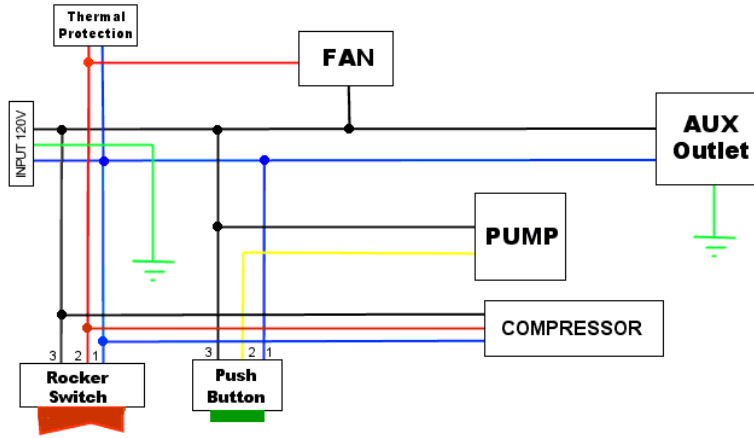 Thermal
Protection
FAN
INPUT 120V
AUX
Outlet
PUMP
COMPRESSOR
3 2 1
Rocker
Switch
3 2 1
Push
Button